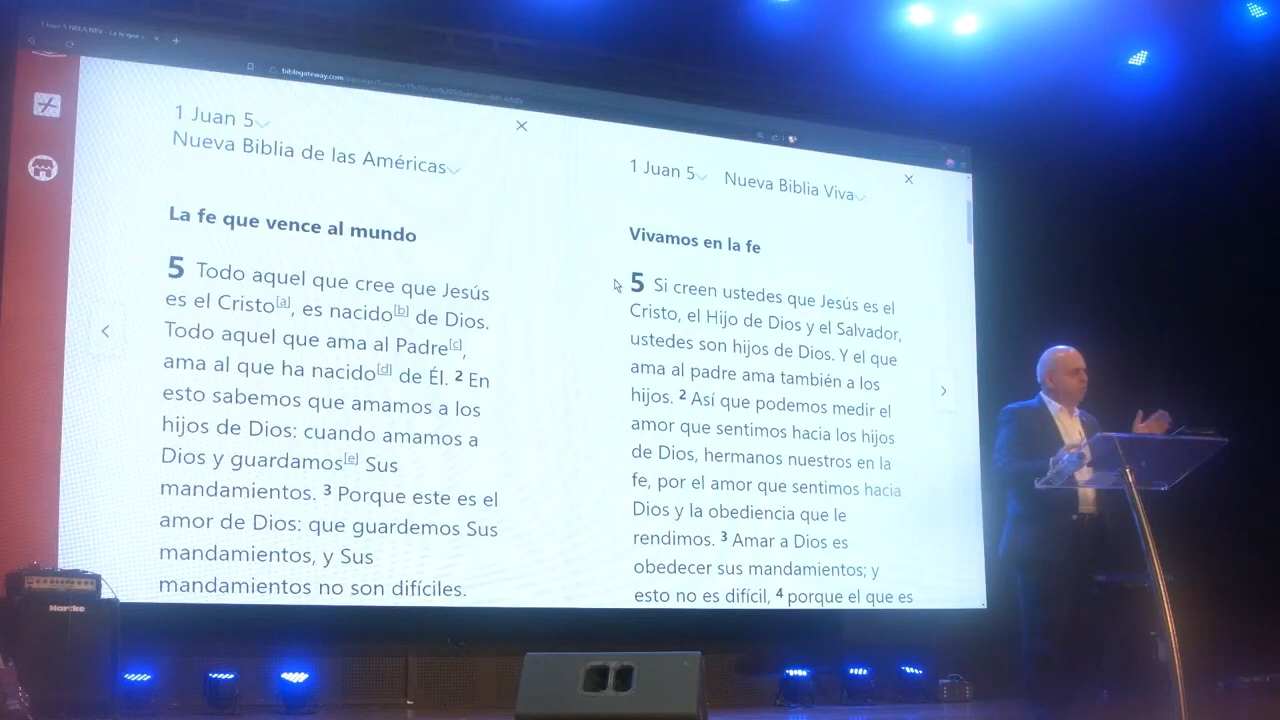 biblegateway.com
1 Juan 5
Nueva Biblia de las Américas
La fe que vence al mundo
5 Todo aquel que cree que Jesús
es el Cristo[a], es nacido[b] de Dios.
Todo aquel que ama al Padre[c],
ama al que ha nacido[d] de Él. 2 En
esto sabemos que amamos a los
hijos de Dios: cuando amamos a
Dios y guardamos[e] Sus
mandamientos. 3 Porque este es el
amor de Dios: que guardemos Sus
mandamientos, y Sus
mandamientos no son difíciles.
1 Juan 5 Nueva Biblia Viva
Vivamos en la fe
5 Si creen ustedes que Jesús es el
Cristo, el Hijo de Dios y el Salvador,
ustedes son hijos de Dios. Y el que
ama al padre ama también a los
hijos. 2 Así que podemos medir el
amor que sentimos hacia los hijos
de Dios, hermanos nuestros en la
fe, por el amor que sentimos hacia
Dios y la obediencia que le
rendimos. 3 Amar a Dios es
obedecer sus mandamientos; y
esto no es difícil, 4 porque el que es
Hartke